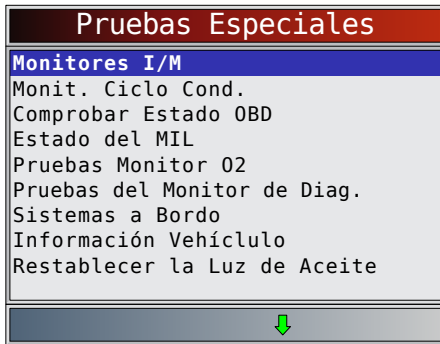 Pruebas Especiales
Monitores I/M
Monit. Ciclo Cond.
Comprobar Estado OBD
Estado del MIL
Pruebas Monitor O2
Pruebas del Monitor de Diag.
Sistemas a Bordo
Información Vehíclulo
Restablecer la Luz de Aceite